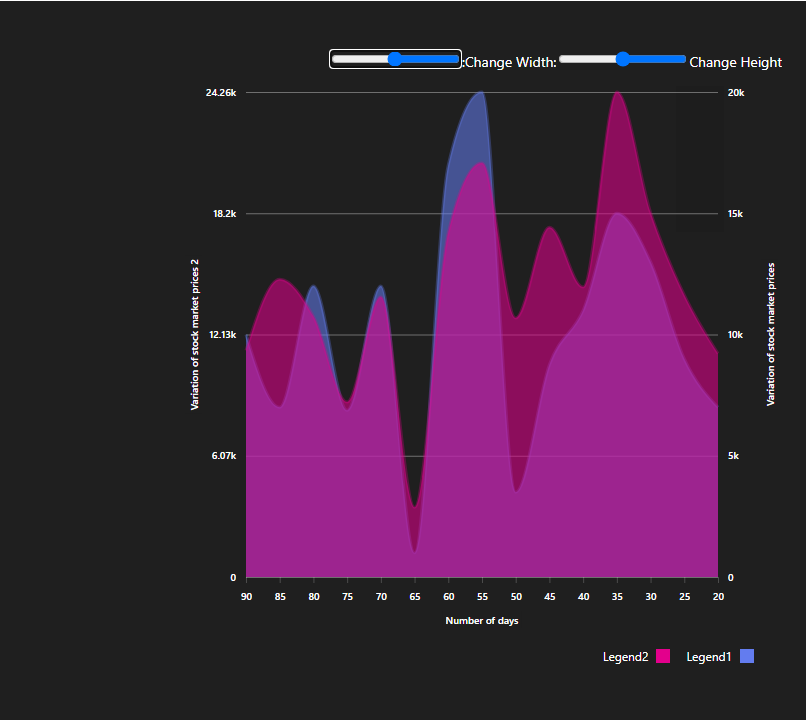 :Change Width: Change Height
24.26k
18.2k
12.13k
6.07k
0
Variation of stock market prices 2
20k
15k
10k
5k
0
Variation of stock market prices
90 85 80 75 70 65 60 55 50 45 40 35 30 25 20
Number of days
Legend2 Legend1